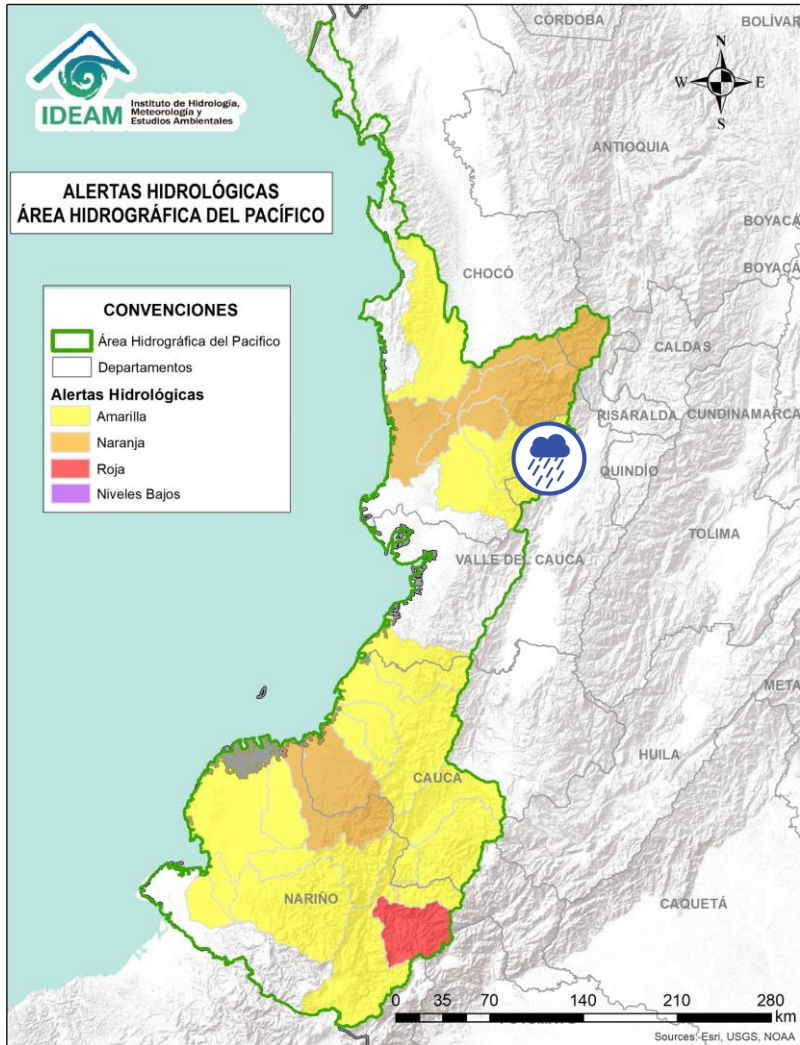 CÓRDOBA
BOLÍVAR
N
W
E
S
IDEAM
Instituto de Hidrología,
Meteorología y
Estudios Ambientales
ANTIOQUIA
ALERTAS HIDROLÓGICAS
ÁREA HIDROGRÁFICA DEL PACÍFICO
BOYACÁ
BOYACÁ
CHOCÓ
CONVENCIONES
Área Hidrográfica del Pacifico
Departamentos
Alertas Hidrológicas
Amarilla
Naranja
Roja
Niveles Bajos
CALDAS
RISARALDA
CUNDINAMARCA
QUINDÍO
TOLIMA
VALLE DEL CAUCA
META
HUILA
CAUCA
NARIÑO
CAQUETÁ
0 35 70 140 210 280
km
Sources: Esri, USGS, NOAA